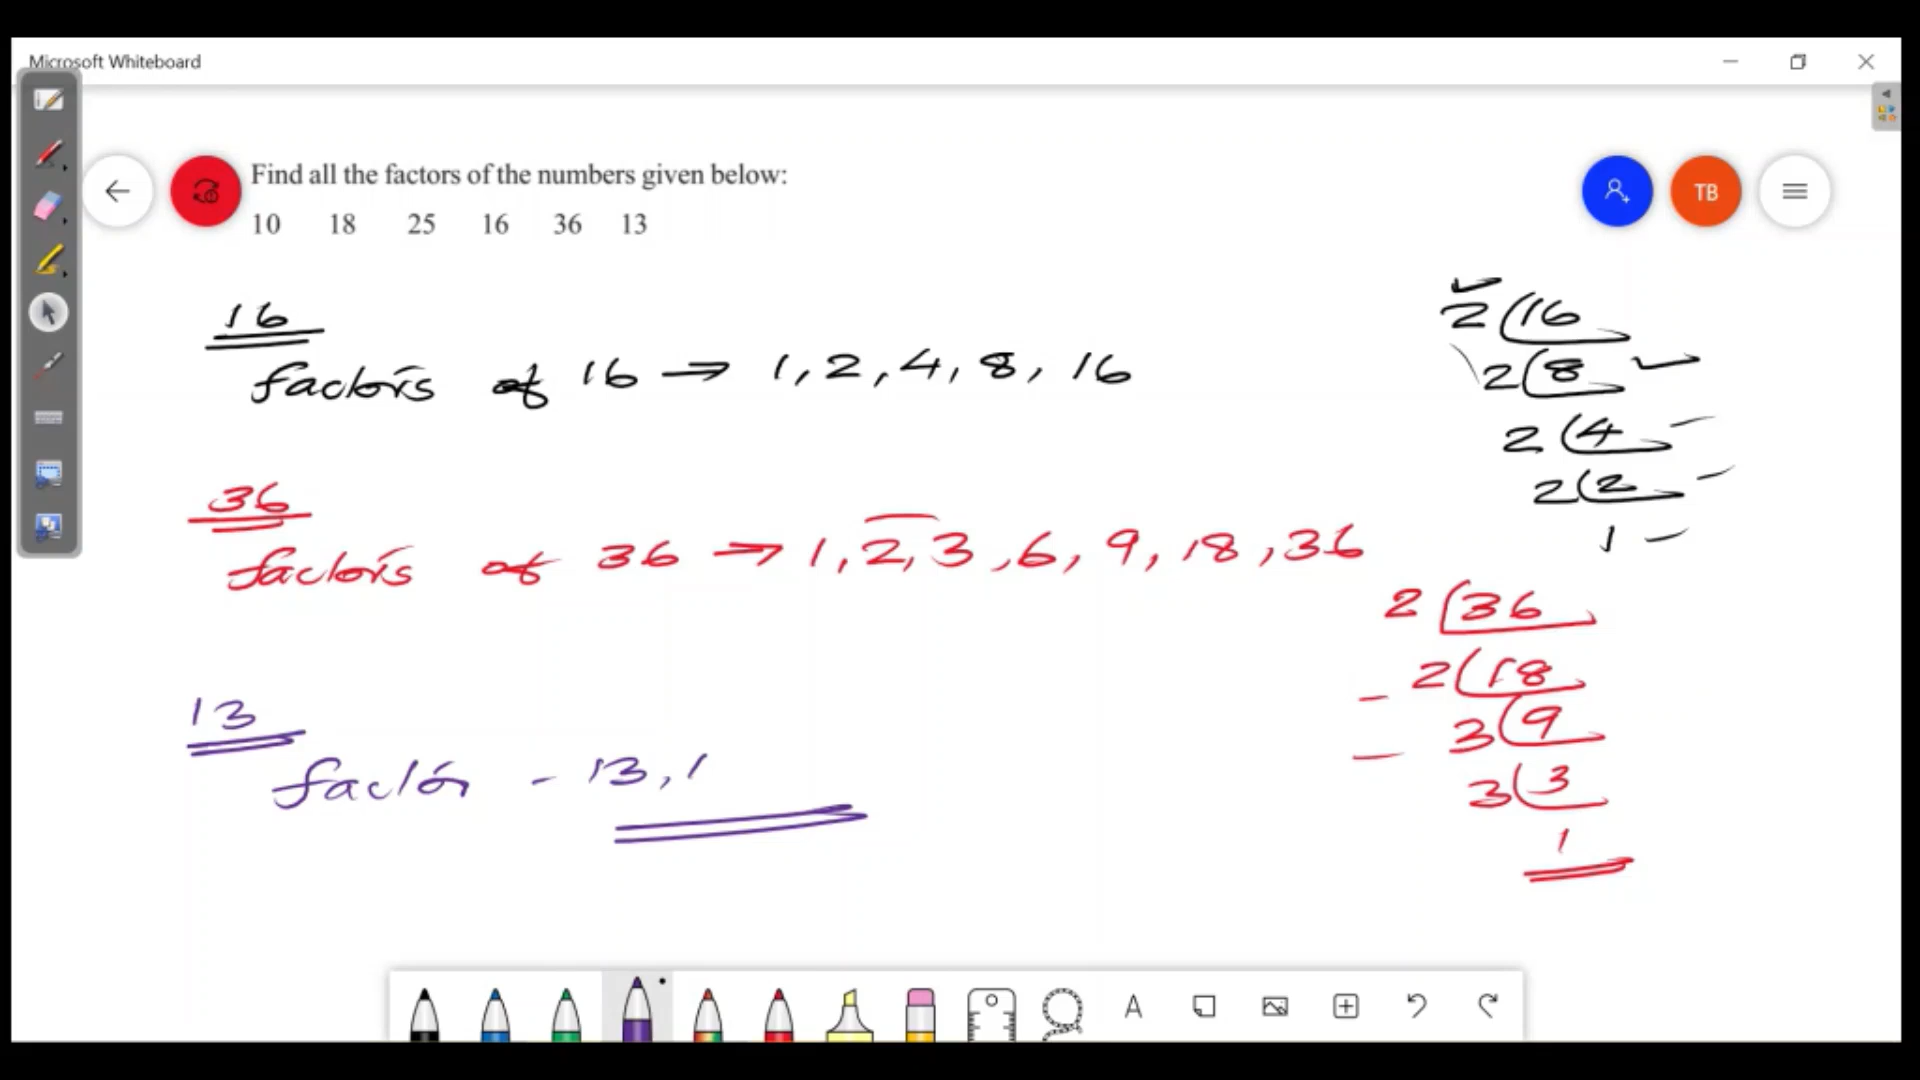 Microsoft Whiteboard
Find all the factors of the numbers given below:
10 18 25 16 36 13
TB
16
factors of 16 → 1, 2, 4, 8, 16
2 16
2 8
2 4
2 2
1
36
factors of 36 → 1, 2, 3, 6, 9, 18, 36
2 36
2 18
3 9
3 3
1
13
factor - 13, 1
A